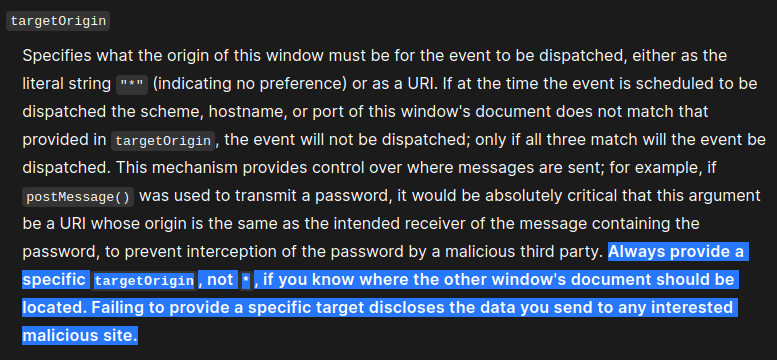 targetOrigin
Specifies what the origin of this window must be for the event to be dispatched, either as the
literal string "*" (indicating no preference) or as a URI. If at the time the event is scheduled to be
dispatched the scheme, hostname, or port of this window's document does not match that
provided in targetOrigin, the event will not be dispatched; only if all three match will the event be
dispatched. This mechanism provides control over where messages are sent; for example, if
postMessage() was used to transmit a password, it would be absolutely critical that this argument
be a URI whose origin is the same as the intended receiver of the message containing the
password, to prevent interception of the password by a malicious third party. Always provide a
specific targetOrigin, not *, if you know where the other window's document should be
located. Failing to provide a specific target discloses the data you send to any interested
malicious site.